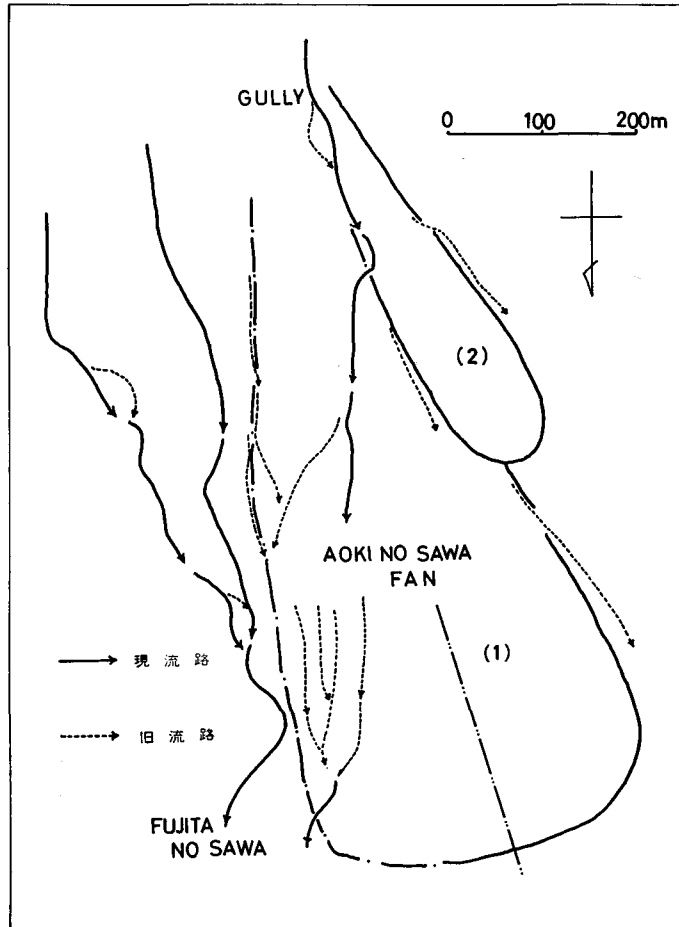 GULLY
0 100 200m
(2)
AOKI NO SAWA
FAN
(1)
現流路
旧流路
FUJITA
NO SAWA